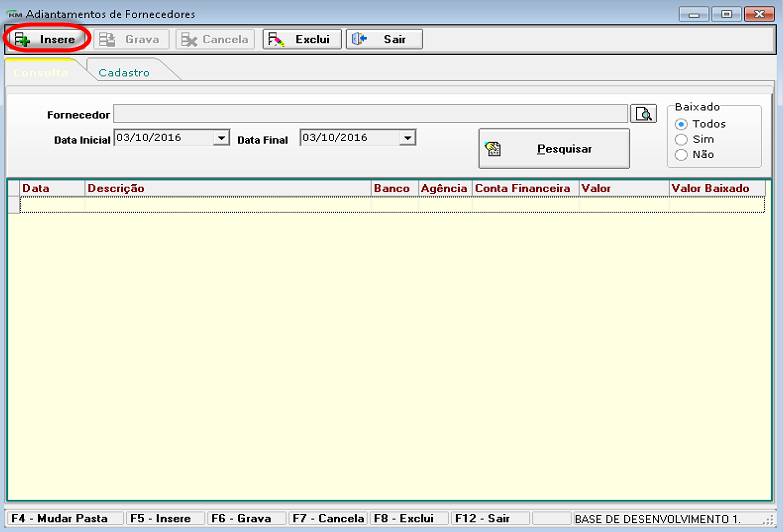 KM Adiantamentos de Fornecedores
Insere Grava Cancela Exclui Sair
Consulta Cadastro
Fornecedor
Baixado
Todos
Sim
Não
Data Inicial 03/10/2016 Data Final 03/10/2016
Pesquisar
Data Descrição Banco Agência Conta Financeira Valor Valor Baixado
F4 - Mudar Pasta F5 - Insere F6 - Grava F7 - Cancela F8 - Exclui F12 - Sair BASE DE DESENVOLVIMENTO 1.